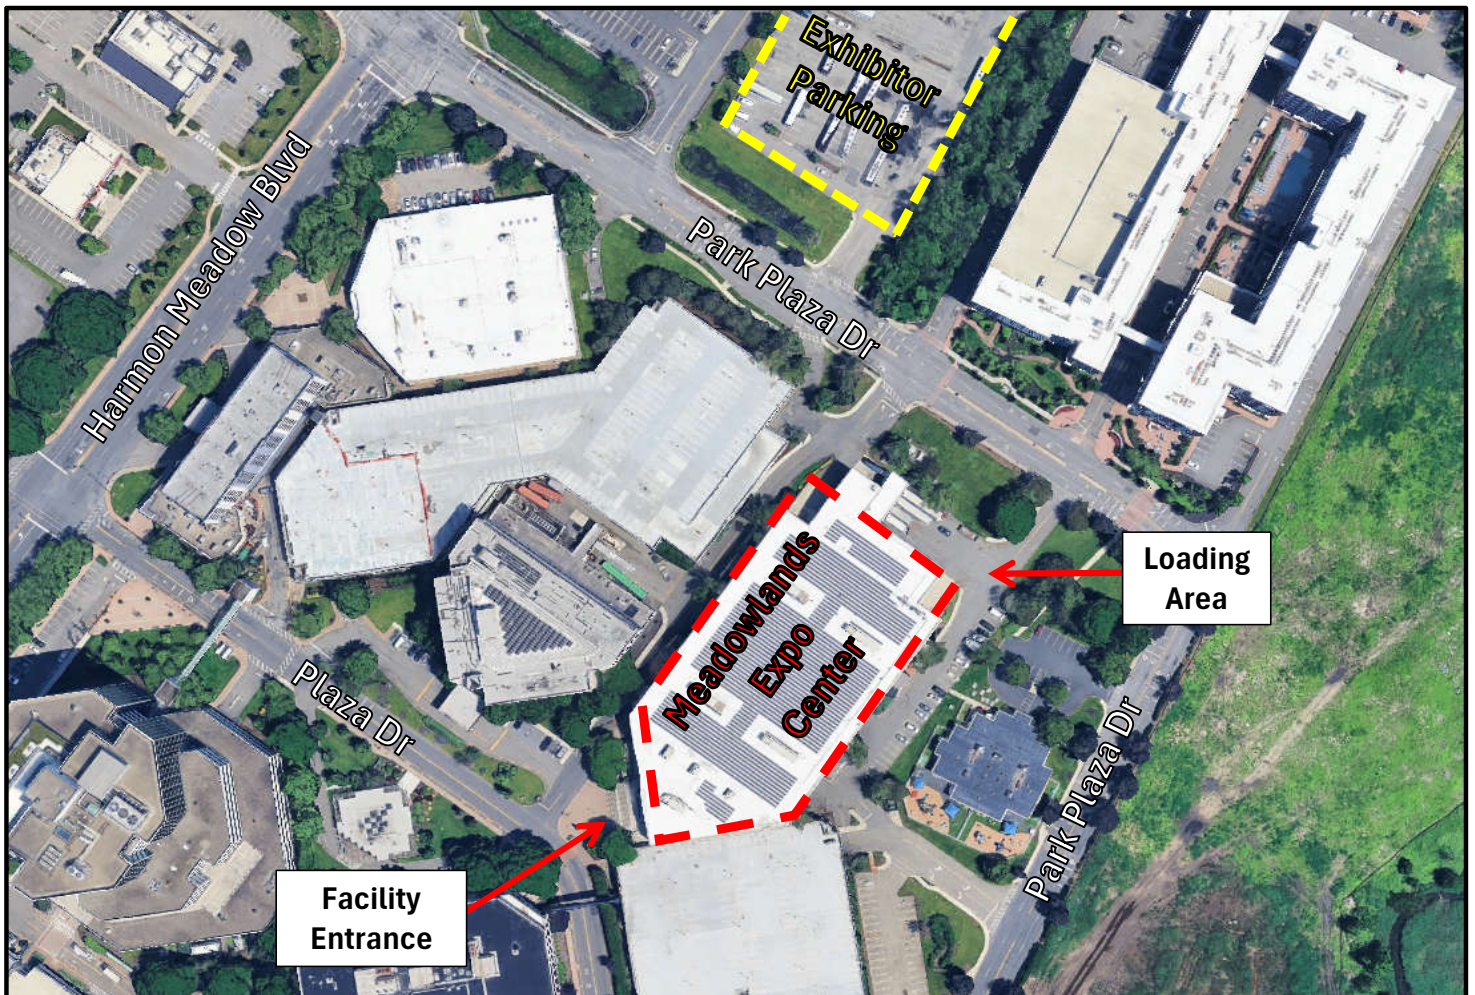 Exhibitor
Parking
Harmon Meadow Blvd
Park Plaza Dr
Loading
Area
Meadowlands
Expo
Center
Plaza Dr
Park Plaza Dr
Facility
Entrance